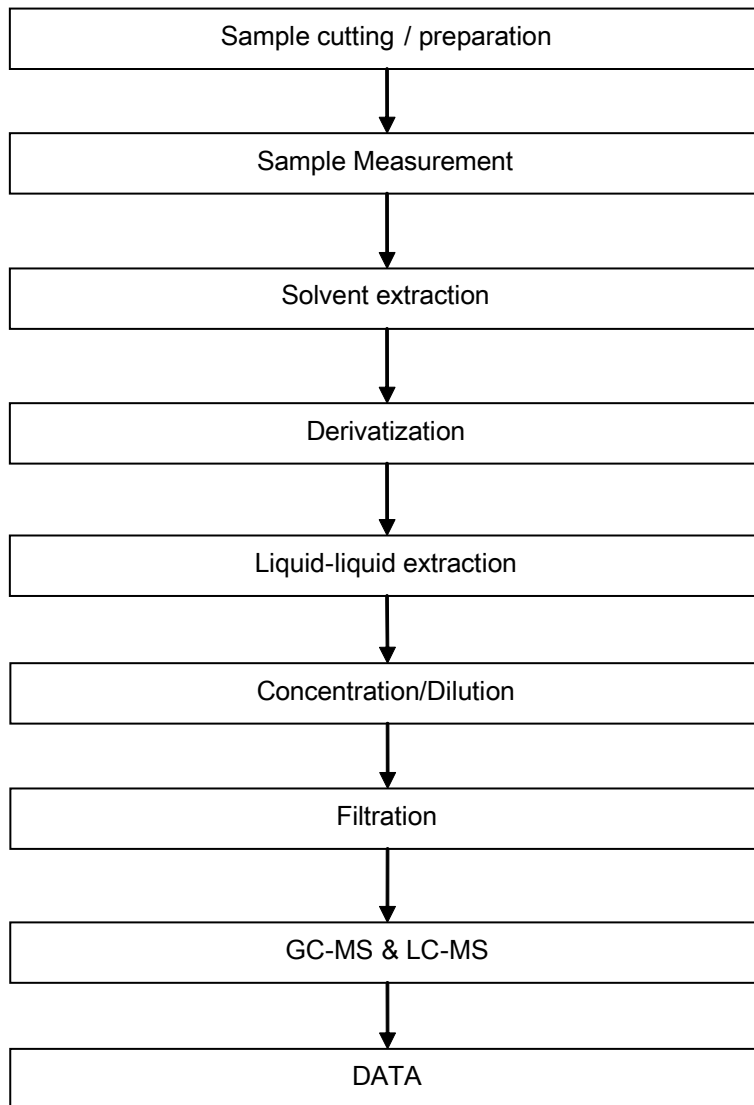 Sample cutting / preparation
Sample Measurement
Solvent extraction
Derivatization
Liquid-liquid extraction
Concentration/Dilution
Filtration
GC-MS & LC-MS
DATA